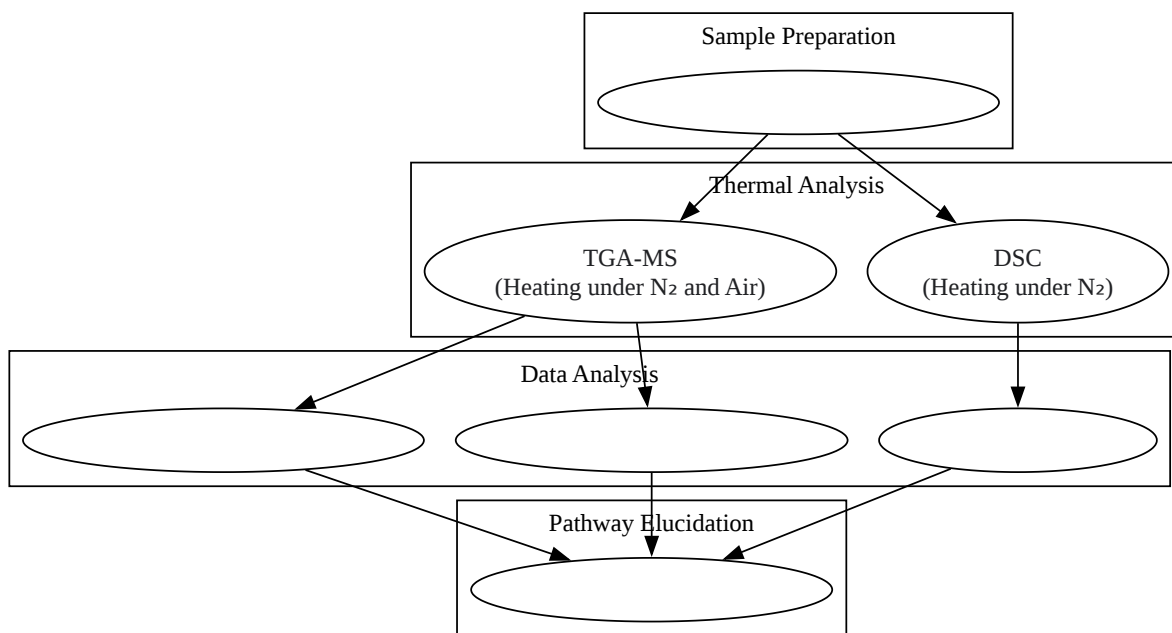 Sample Preparation
Thermal Analysis
TGA-MS
(Heating under N₂ and Air)
DSC
(Heating under N₂)
Data Analysis
Pathway Elucidation